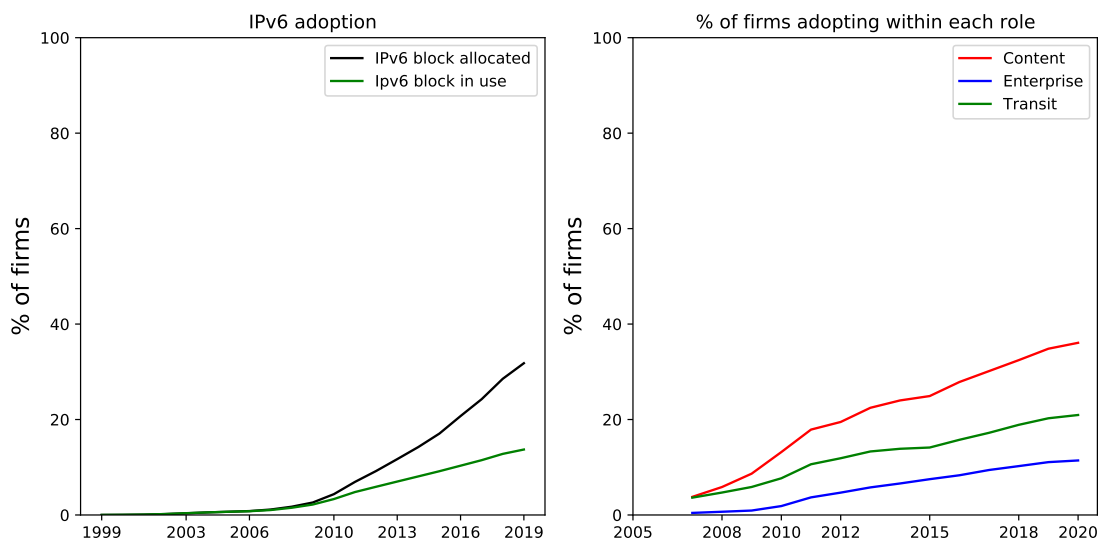 IPv6 adoption
% of firms
100
80
60
40
20
0
1999
2003
2006
2010
2013
2016
2019
IPv6 block allocated
Ipv6 block in use
% of firms adopting within each role
% of firms
100
80
60
40
20
0
2005
2008
2010
2012
2015
2018
2020
Content
Enterprise
Transit